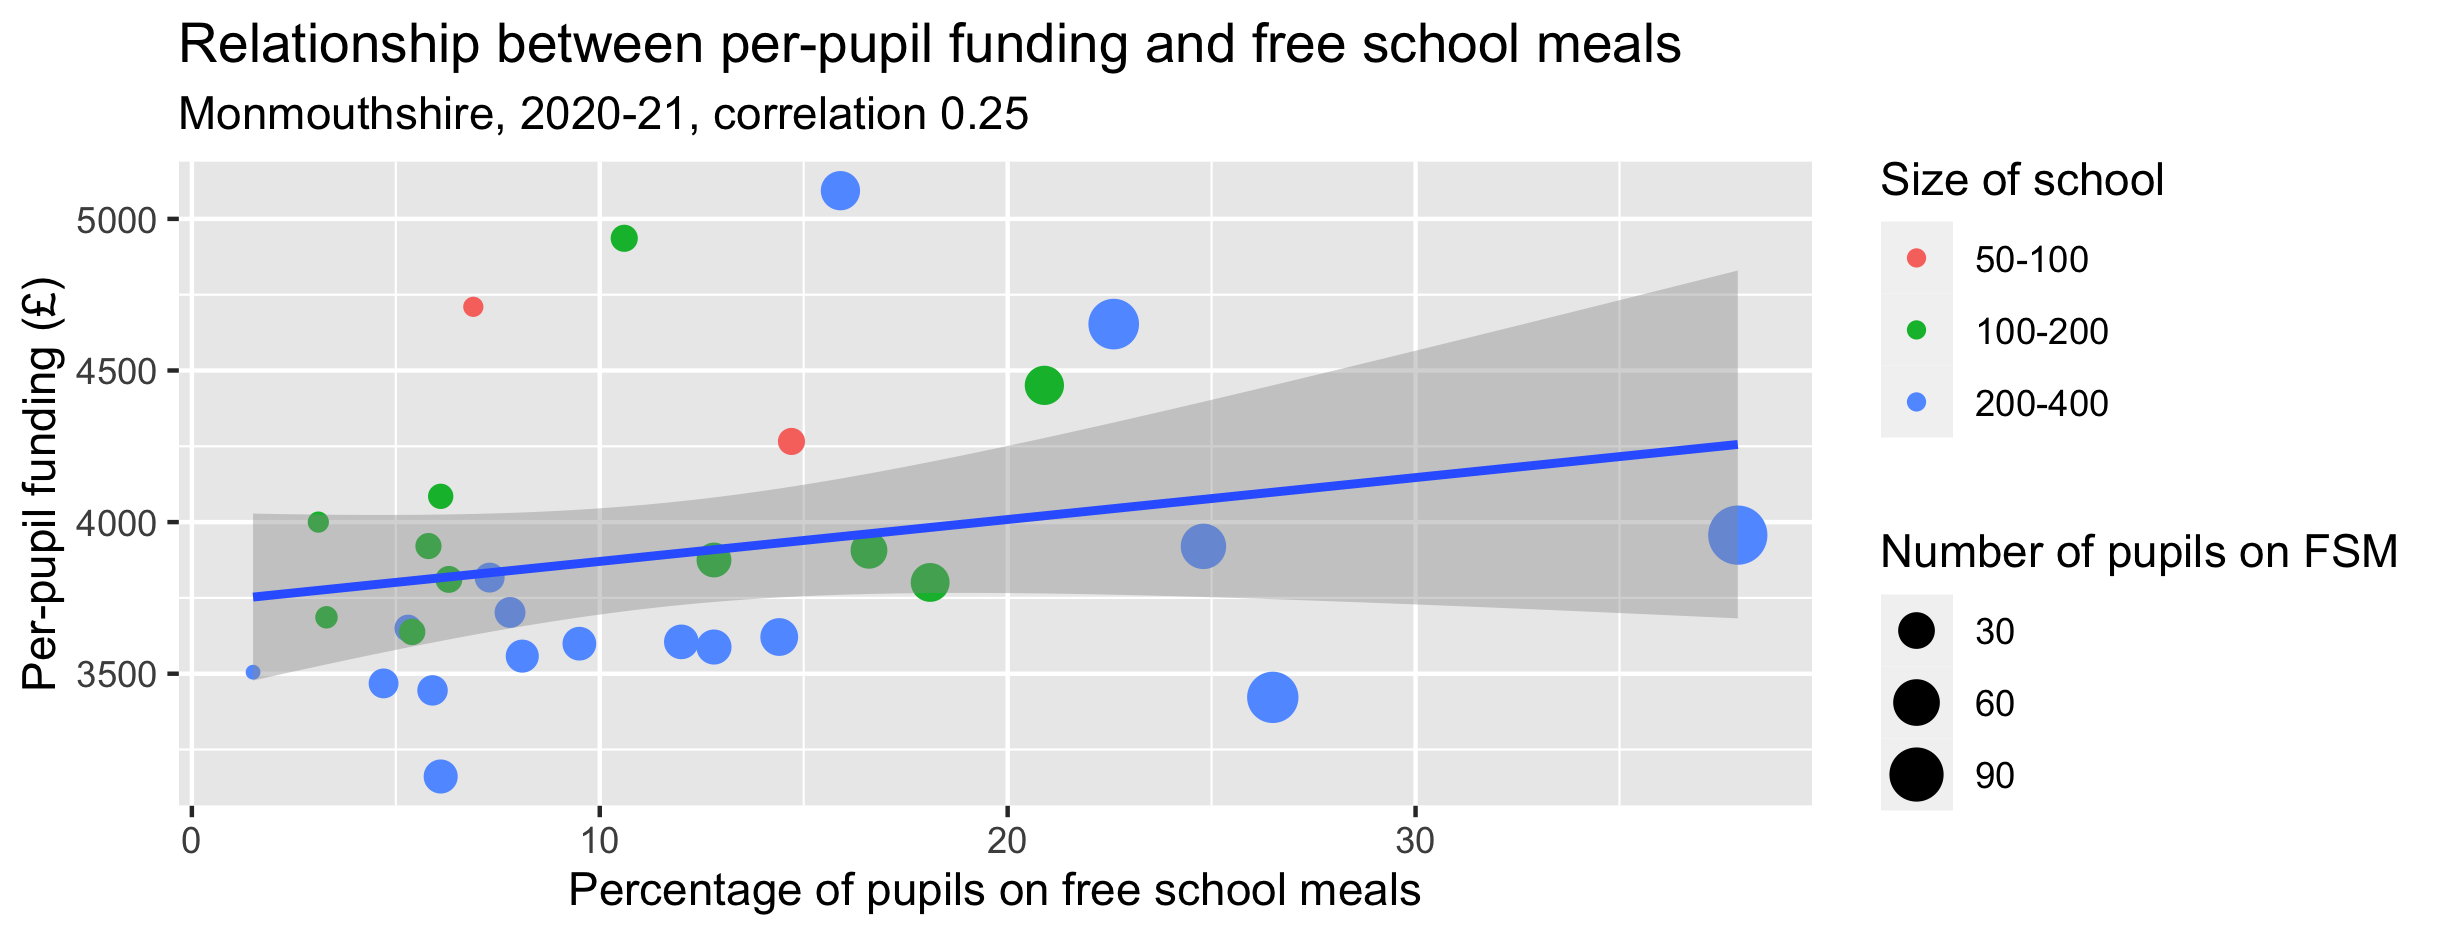 Relationship between per-pupil funding and free school meals
Monmouthshire, 2020-21, correlation 0.25
Per-pupil funding (£)
5000
4500
4000
3500
0
10
20
30
Percentage of pupils on free school meals
Size of school
50-100
100-200
200-400
Number of pupils on FSM
30
60
90